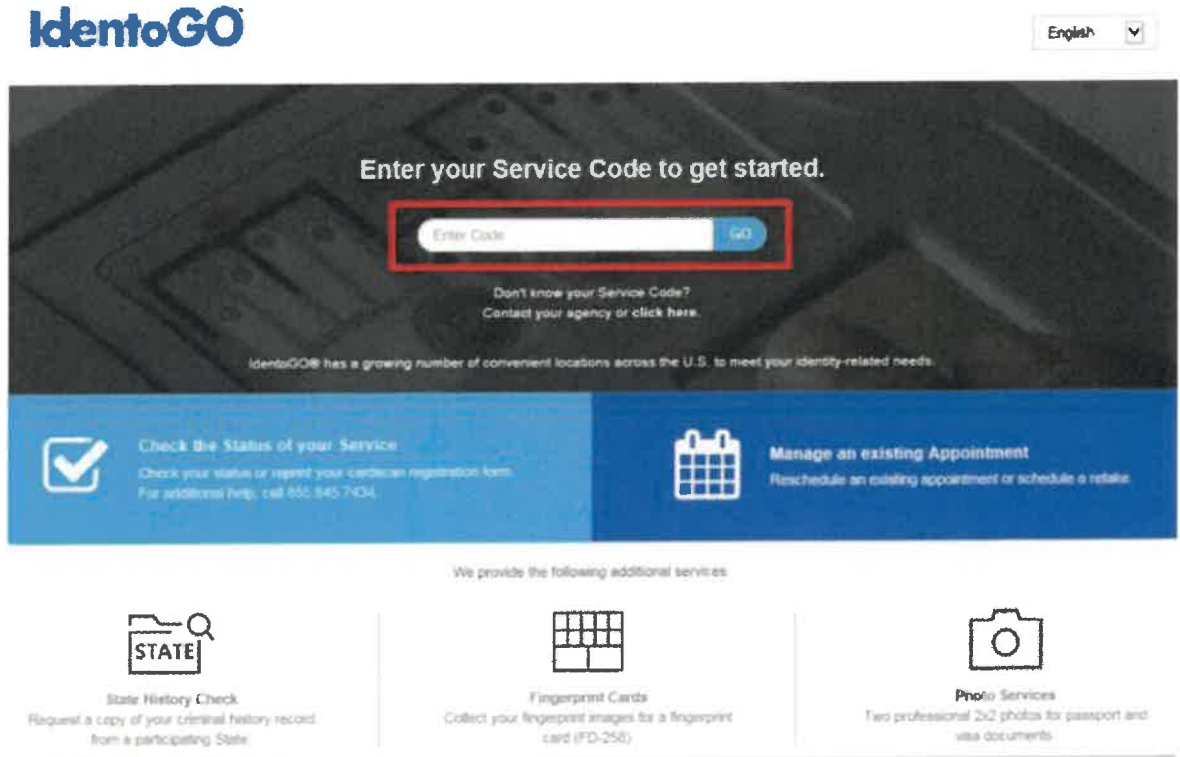 IdentoGO
English
Enter your Service Code to get started.
Enter Code
GO
Don't know your Service Code?
Contact your agency or click here.
IdentoGO® has a growing number of convenient locations across the U.S. to meet your identity-related needs.
Check the Status of your Service
Check your status or reprint your cardscan registration form.
For additional help, call 855.845.7434.
Manage an existing Appointment
Reschedule an existing appointment or schedule a retake.
We provide the following additional services
STATE
State History Check
Request a copy of your criminal history record
from a participating State.
Fingerprint Cards
Collect your fingerprint images for a fingerprint
card (FD-258)
Photo Services
Two professional 2x2 photos for passport and
visa documents